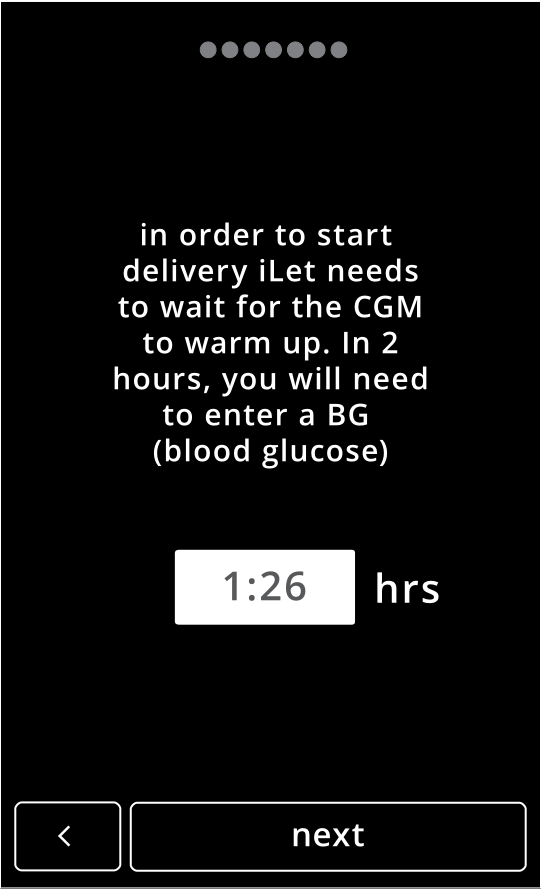 in order to start
delivery iLet needs
to wait for the CGM
to warm up. In 2
hours, you will need
to enter a BG
(blood glucose)
1:26 hrs
< next